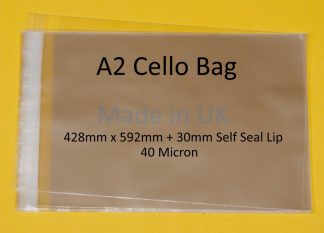 A2 Cello Bag
Made in UK
428mm x 592mm + 30mm Self Seal Lip
40 Micron